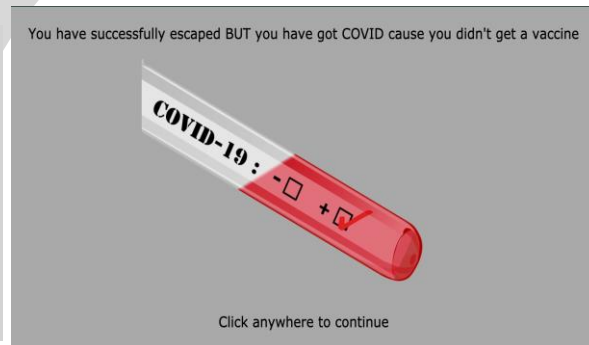 You have successfully escaped BUT you have got COVID cause you didn't get a vaccine
COVID-19 :
- □ + □
Click anywhere to continue